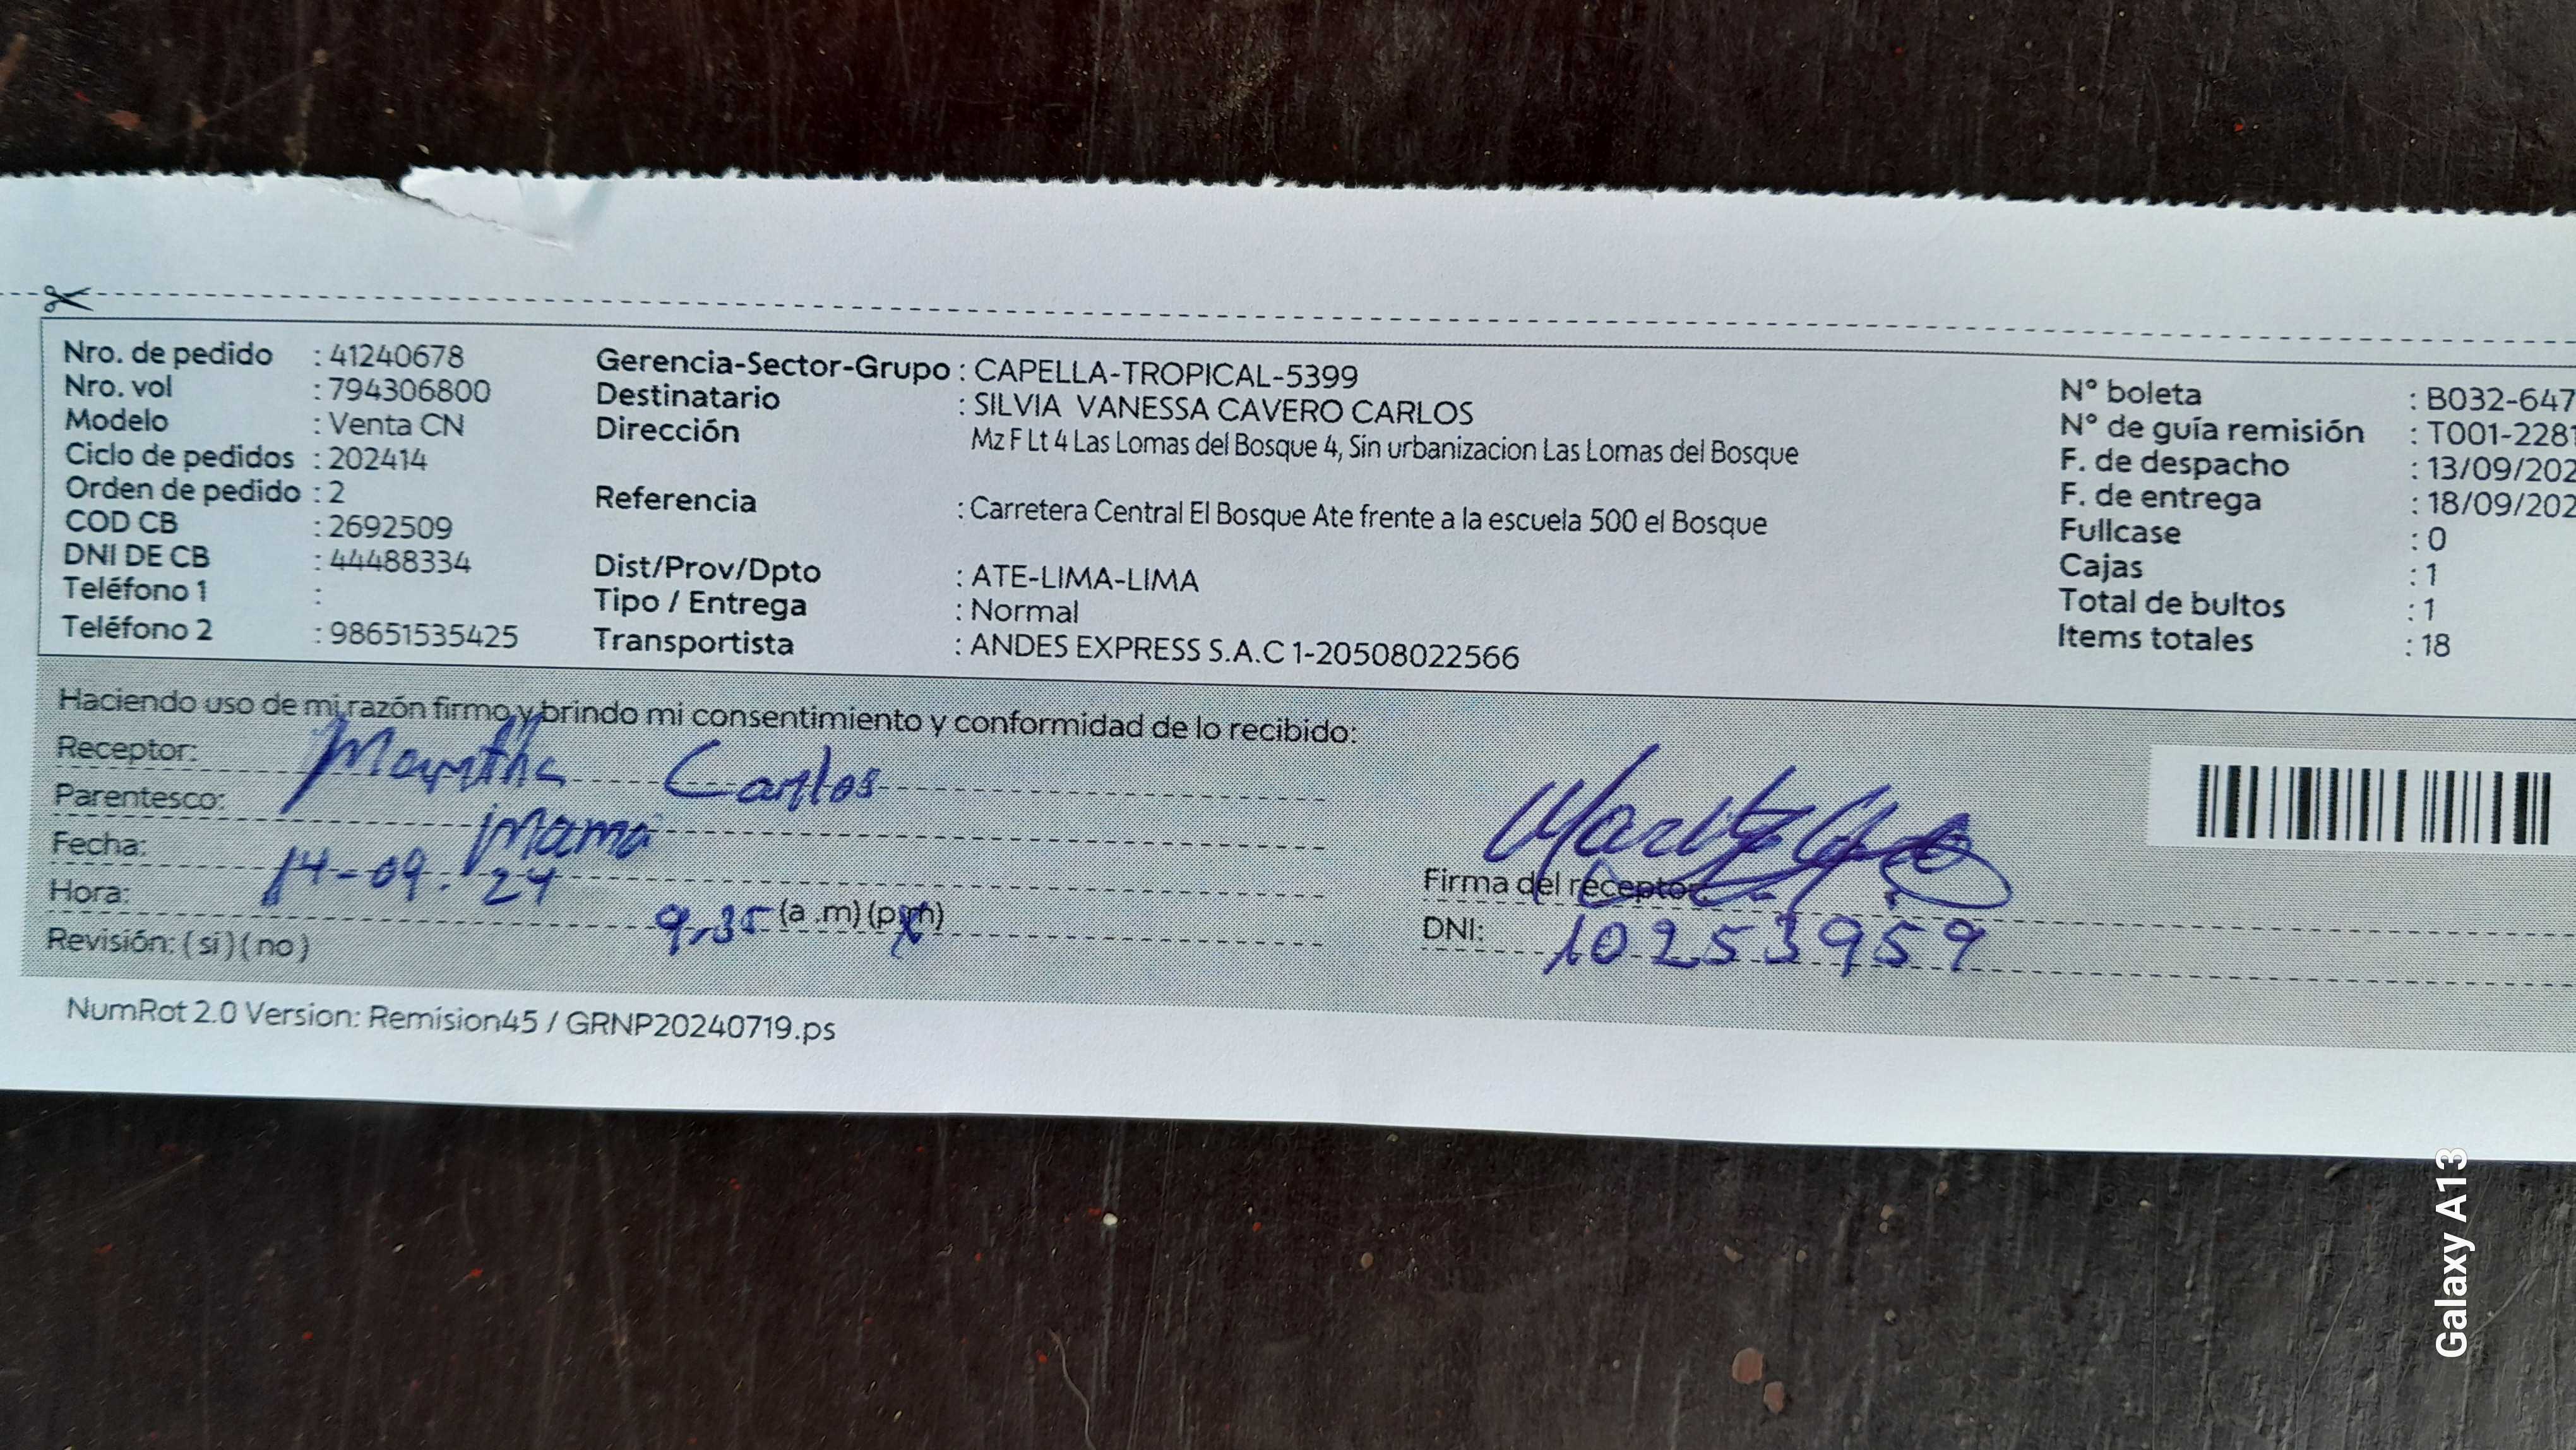 Nro. de pedido : 41240678
Nro. vol : 794306800
Modelo : Venta CN
Ciclo de pedidos : 202414
Orden de pedido : 2
COD CB : 2692509
DNI DE CB : 44488334
Teléfono 1 :
Teléfono 2 : 98651535425
Gerencia-Sector-Grupo : CAPELLA-TROPICAL-5399
Destinatario : SILVIA VANESSA CAVERO CARLOS
Dirección Mz F Lt 4 Las Lomas del Bosque 4, Sin urbanizacion Las Lomas del Bosque
Referencia : Carretera Central El Bosque Ate frente a la escuela 500 el Bosque
Dist/Prov/Dpto : ATE-LIMA-LIMA
Tipo / Entrega : Normal
Transportista : ANDES EXPRESS S.A.C 1-20508022566
N° boleta : B032-647
N° de guía remisión : T001-2281
F. de despacho : 13/09/202
F. de entrega : 18/09/202
Fullcase : 0
Cajas : 1
Total de bultos : 1
Items totales : 18
Haciendo uso de mi razón firmo y brindo mi consentimiento y conformidad de lo recibido:
Receptor: Carlos
Parentesco: mama
Fecha: 14-09. 24
Hora: 9,35 (a .m) (p.m)
Revisión: ( si ) ( no )
Firma del receptor
DNI: 10253959
NumRot 2.0 Version: Remision45 / GRNP20240719.ps
Galaxy A13